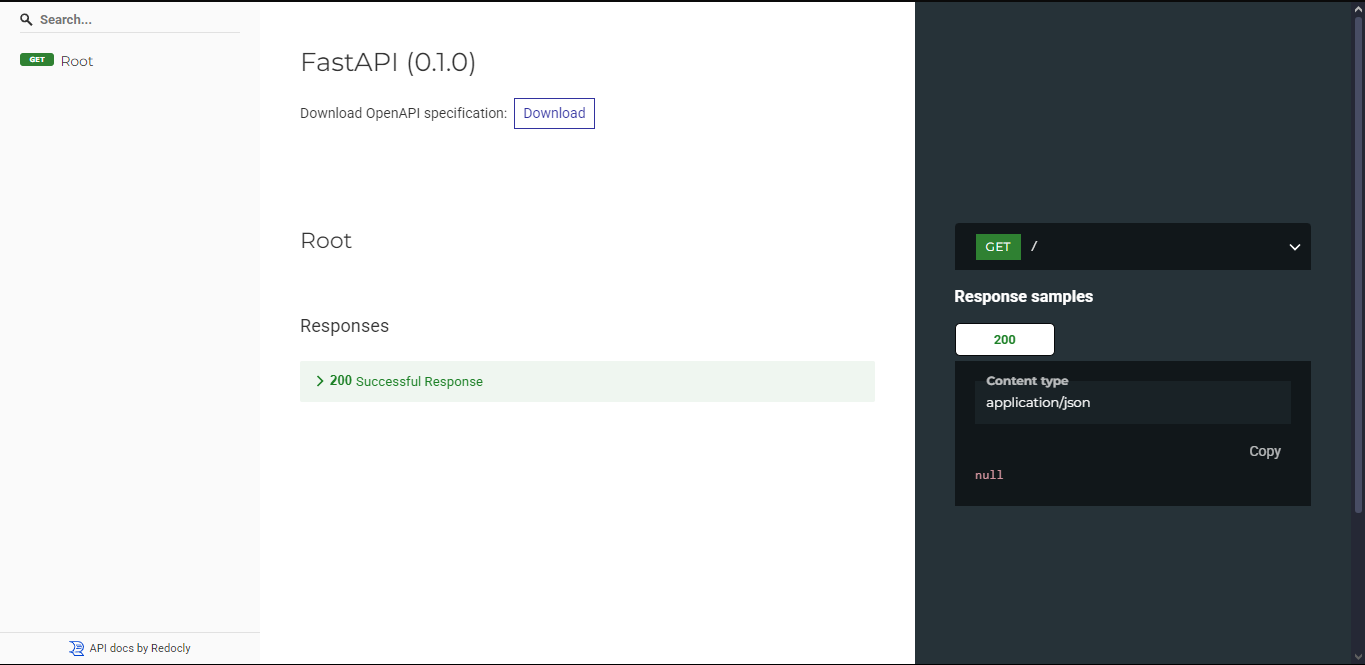 Search...
GET Root
API docs by Redocly
FastAPI (0.1.0)
Download OpenAPI specification: Download
Root
Responses
200 Successful Response
GET /
Response samples
200
Content type
application/json
Copy
null